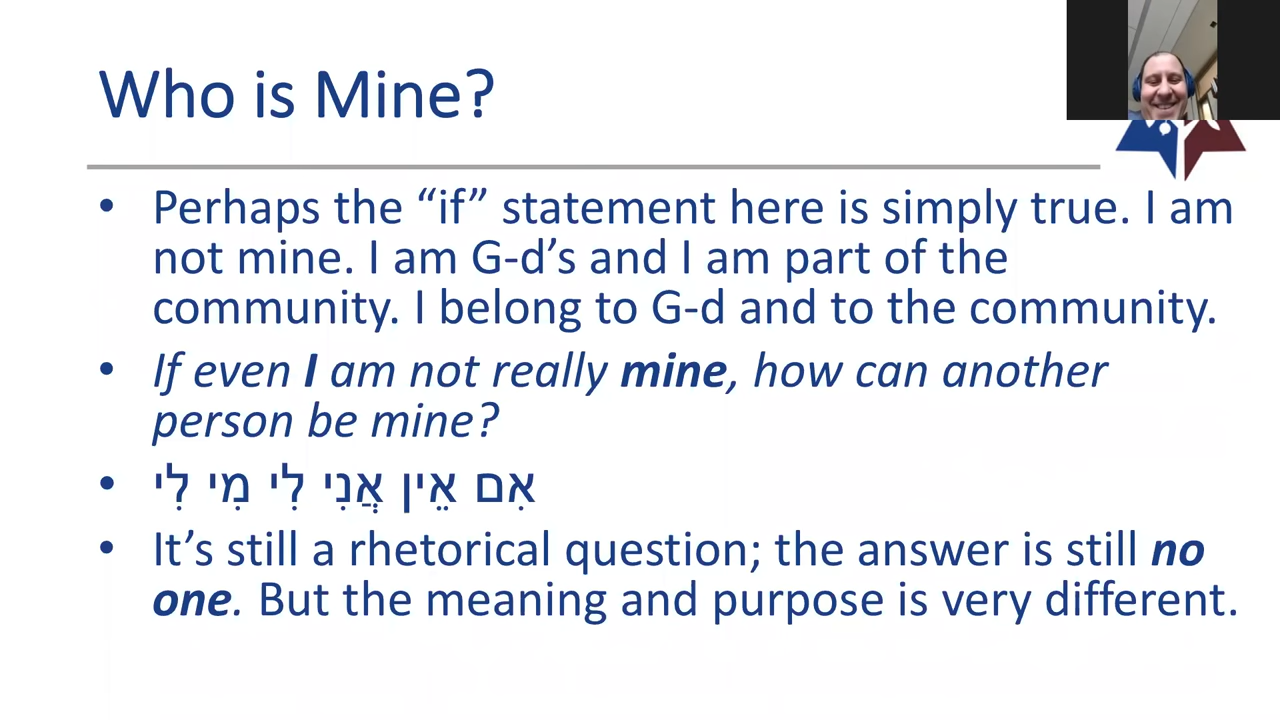 Who is Mine?
• Perhaps the “if” statement here is simply true. I am
not mine. I am G-d’s and I am part of the
community. I belong to G-d and to the community.
• If even I am not really mine, how can another
person be mine?
• אִם אֵין אֲנִי לִי מִי לִי
• It’s still a rhetorical question; the answer is still no
one. But the meaning and purpose is very different.